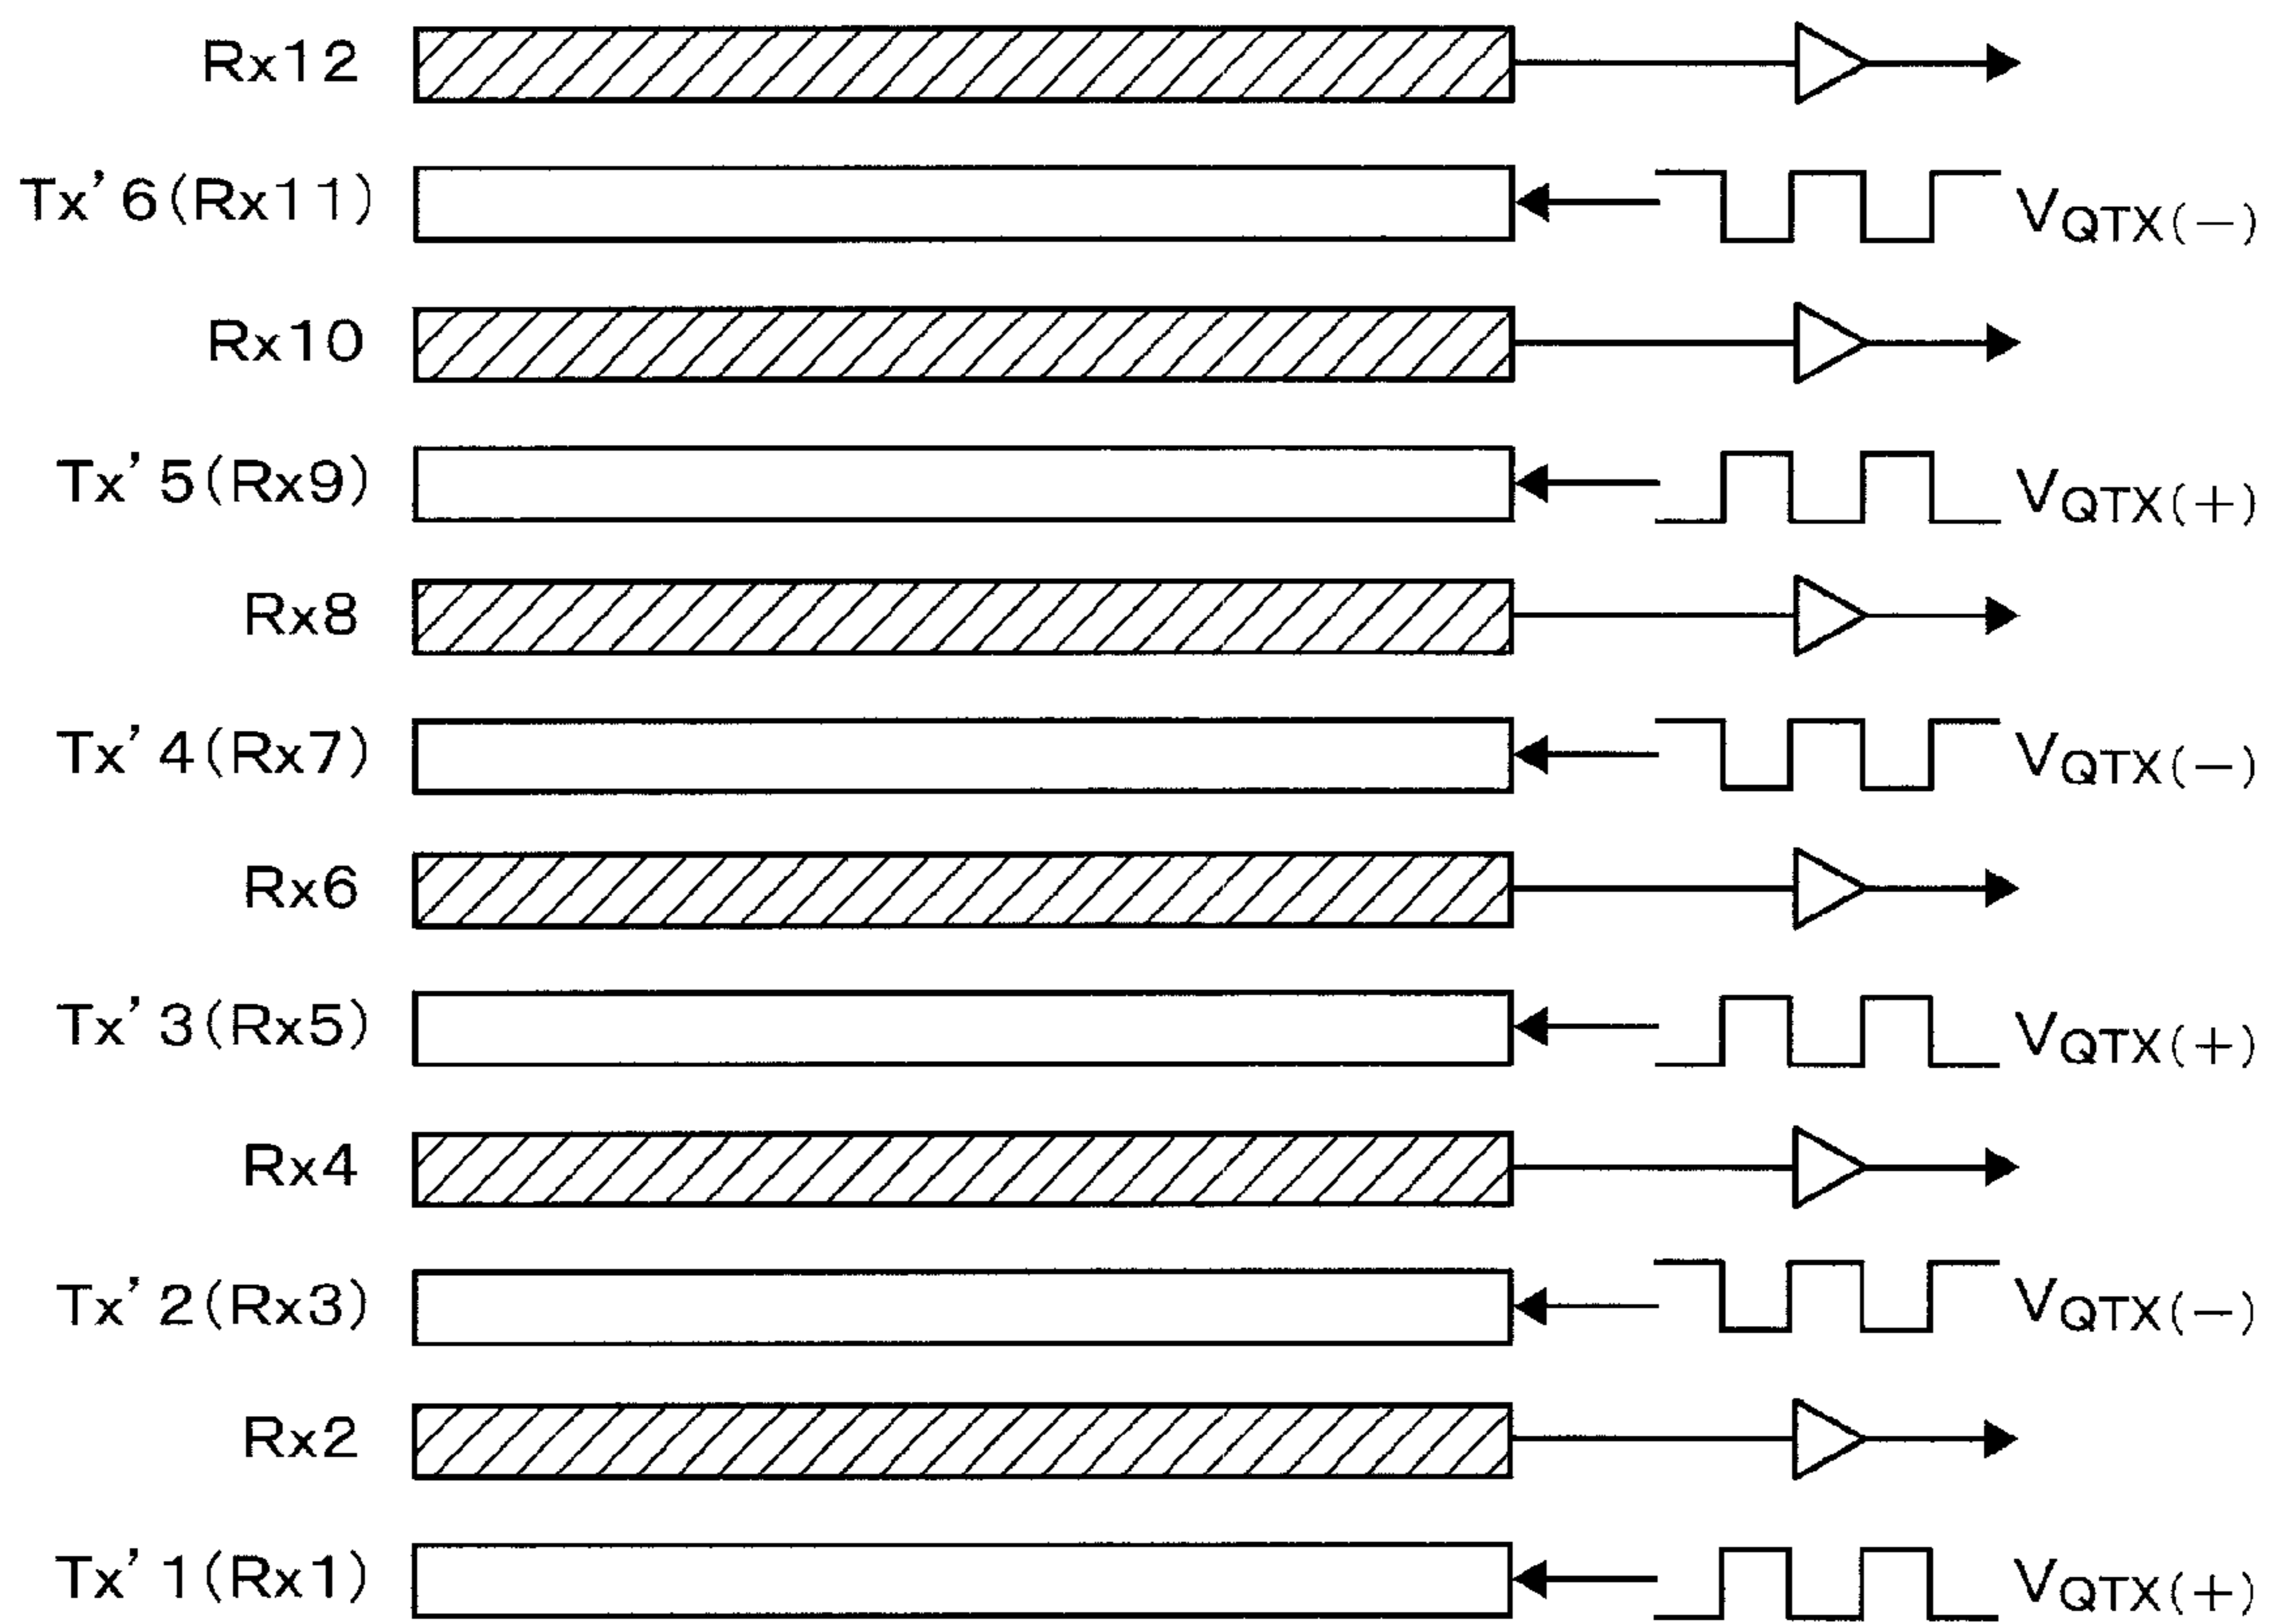 Rx12
Tx'6(Rx11) VQTX(−)
Rx10
Tx'5(Rx9) VQTX(+)
Rx8
Tx'4(Rx7) VQTX(−)
Rx6
Tx'3(Rx5) VQTX(+)
Rx4
Tx'2(Rx3) VQTX(−)
Rx2
Tx'1(Rx1) VQTX(+)